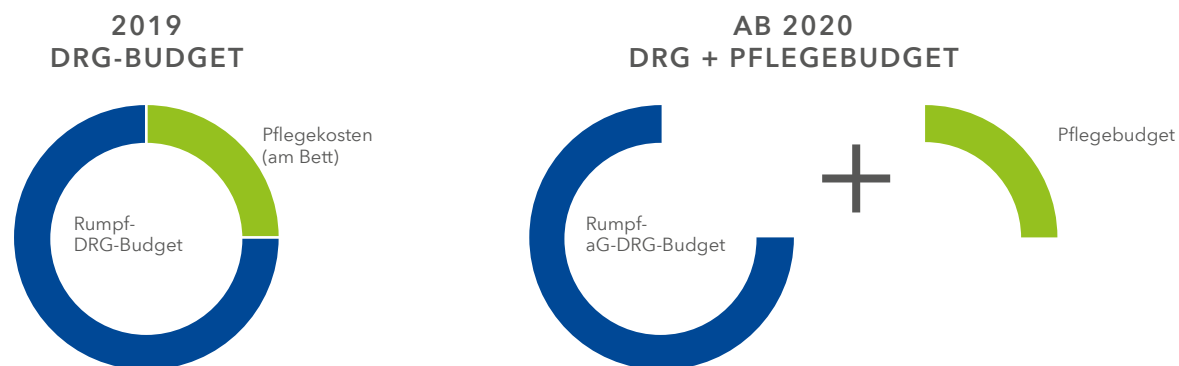 2019
DRG-BUDGET
Pflegekosten
(am Bett)
Rumpf-
DRG-Budget
AB 2020
DRG + PFLEGEBUDGET
Rumpf-
aG-DRG-Budget
Pflegebudget